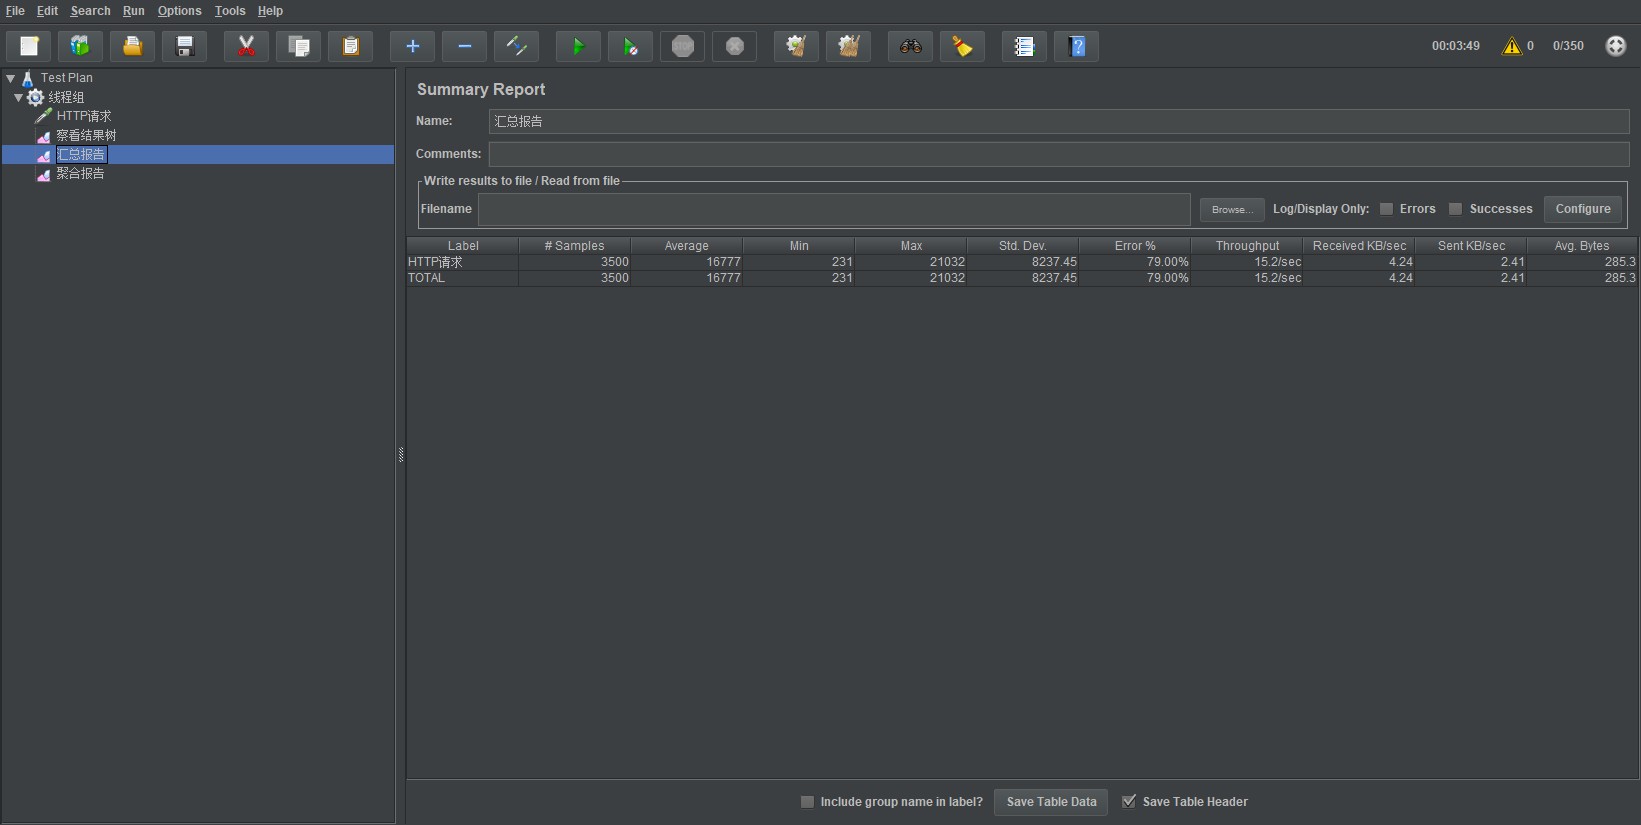 File Edit Search Run Options Tools Help
STOP 00:03:49 0 0/350
Test Plan
线程组
HTTP请求
察看结果树
汇总报告
聚合报告
Summary Report
Name: 汇总报告
Comments:
Write results to file / Read from file
Filename Browse... Log/Display Only: Errors Successes Configure
Label # Samples Average Min Max Std. Dev. Error % Throughput Received KB/sec Sent KB/sec Avg. Bytes
HTTP请求 3500 16777 231 21032 8237.45 79.00% 15.2/sec 4.24 2.41 285.3
TOTAL 3500 16777 231 21032 8237.45 79.00% 15.2/sec 4.24 2.41 285.3
Include group name in label? Save Table Data Save Table Header